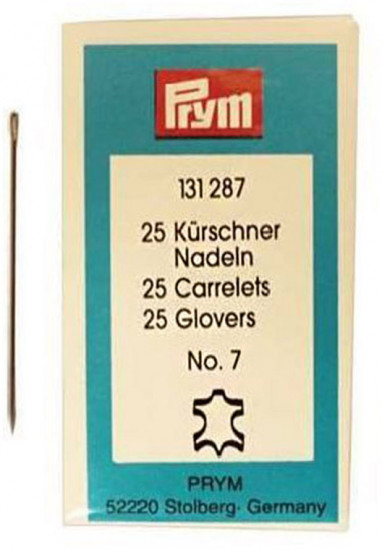 Prym
131 287
25 Kürschner
Nadeln
25 Carrelets
25 Glovers
No. 7
PRYM
52220 Stolberg· Germany